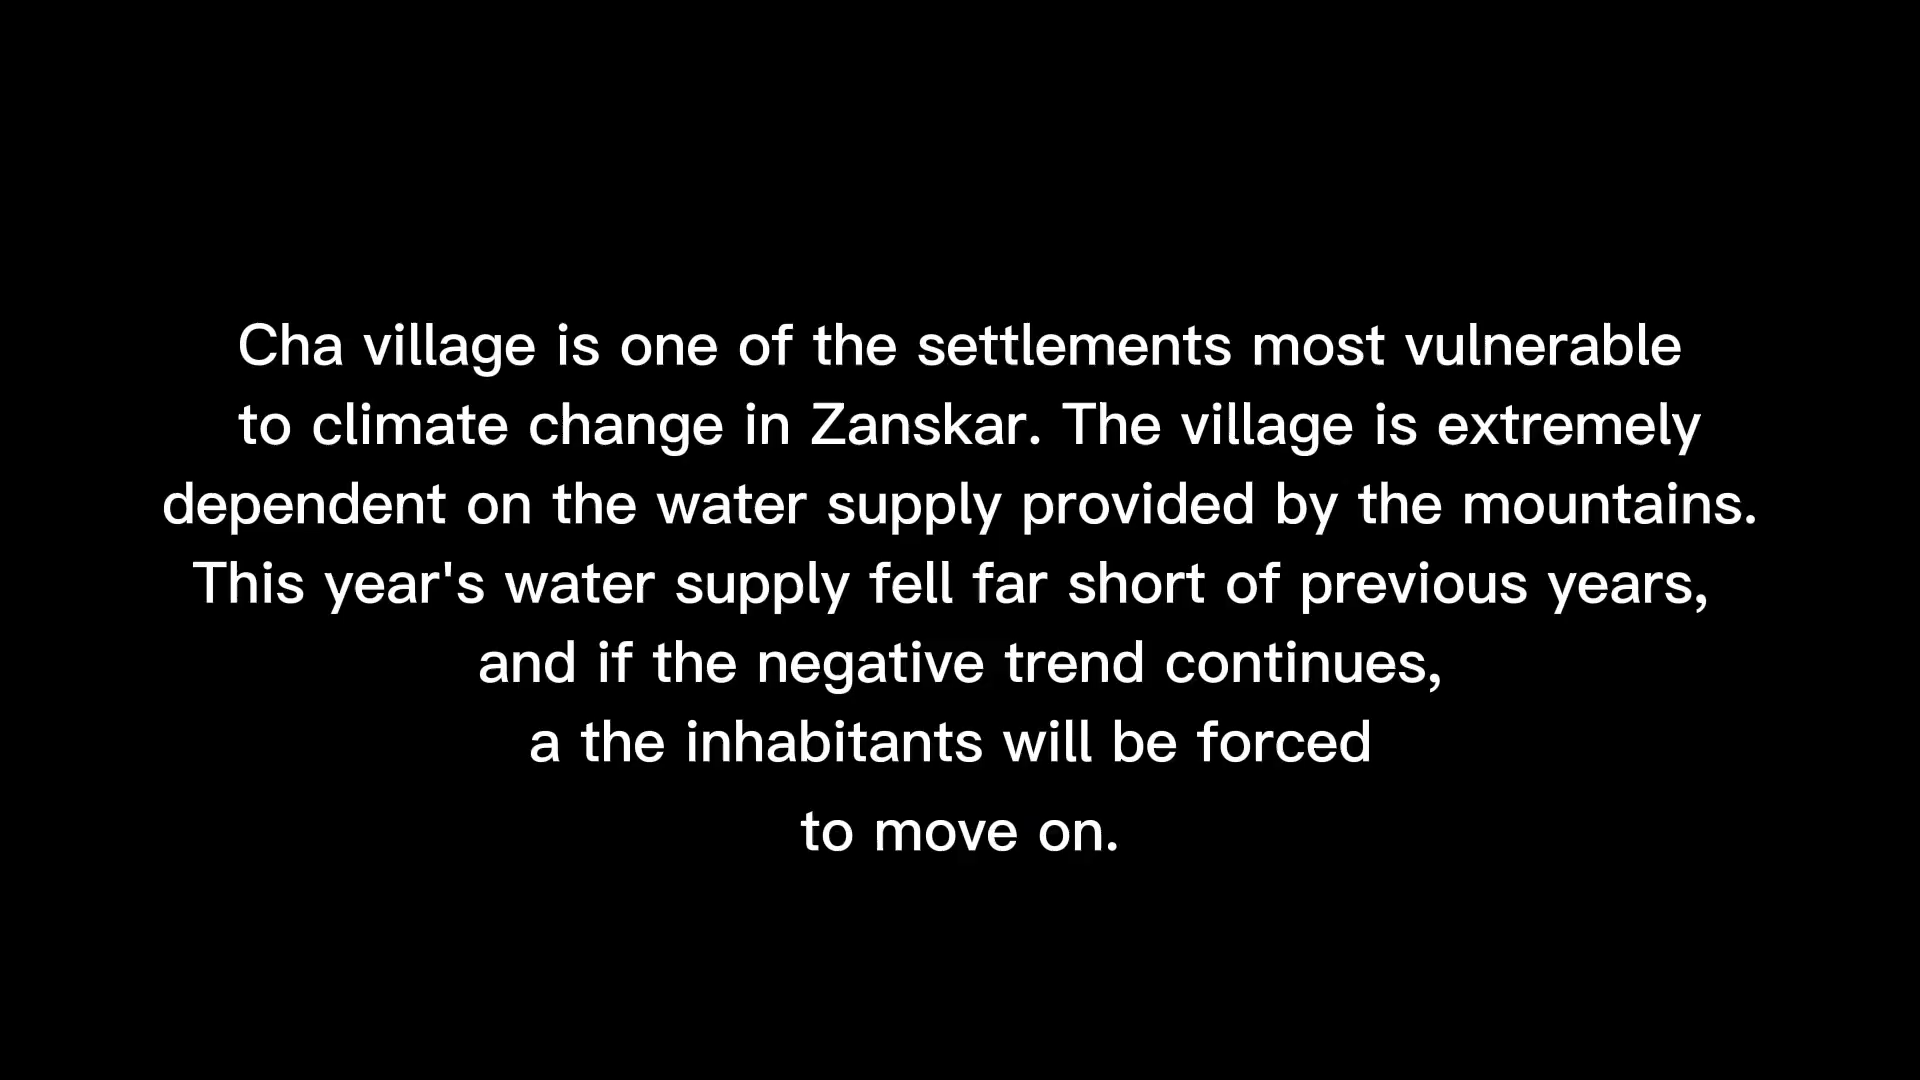 Cha village is one of the settlements most vulnerable
to climate change in Zanskar. The village is extremely
dependent on the water supply provided by the mountains.
This year's water supply fell far short of previous years,
and if the negative trend continues,
a the inhabitants will be forced
to move on.